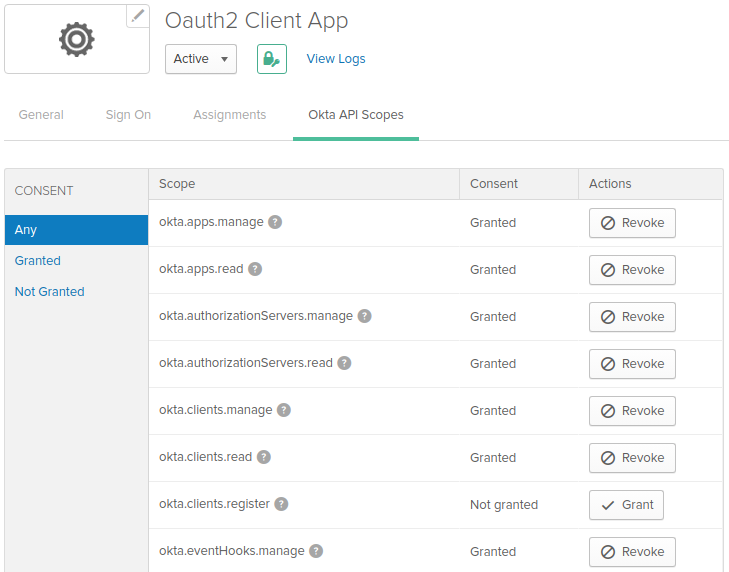 Oauth2 Client App
Active
View Logs
General Sign On Assignments Okta API Scopes
CONSENT
Any
Granted
Not Granted
Scope Consent Actions
okta.apps.manage ? Granted Revoke
okta.apps.read ? Granted Revoke
okta.authorizationServers.manage ? Granted Revoke
okta.authorizationServers.read ? Granted Revoke
okta.clients.manage ? Granted Revoke
okta.clients.read ? Granted Revoke
okta.clients.register ? Not granted Grant
okta.eventHooks.manage ? Granted Revoke